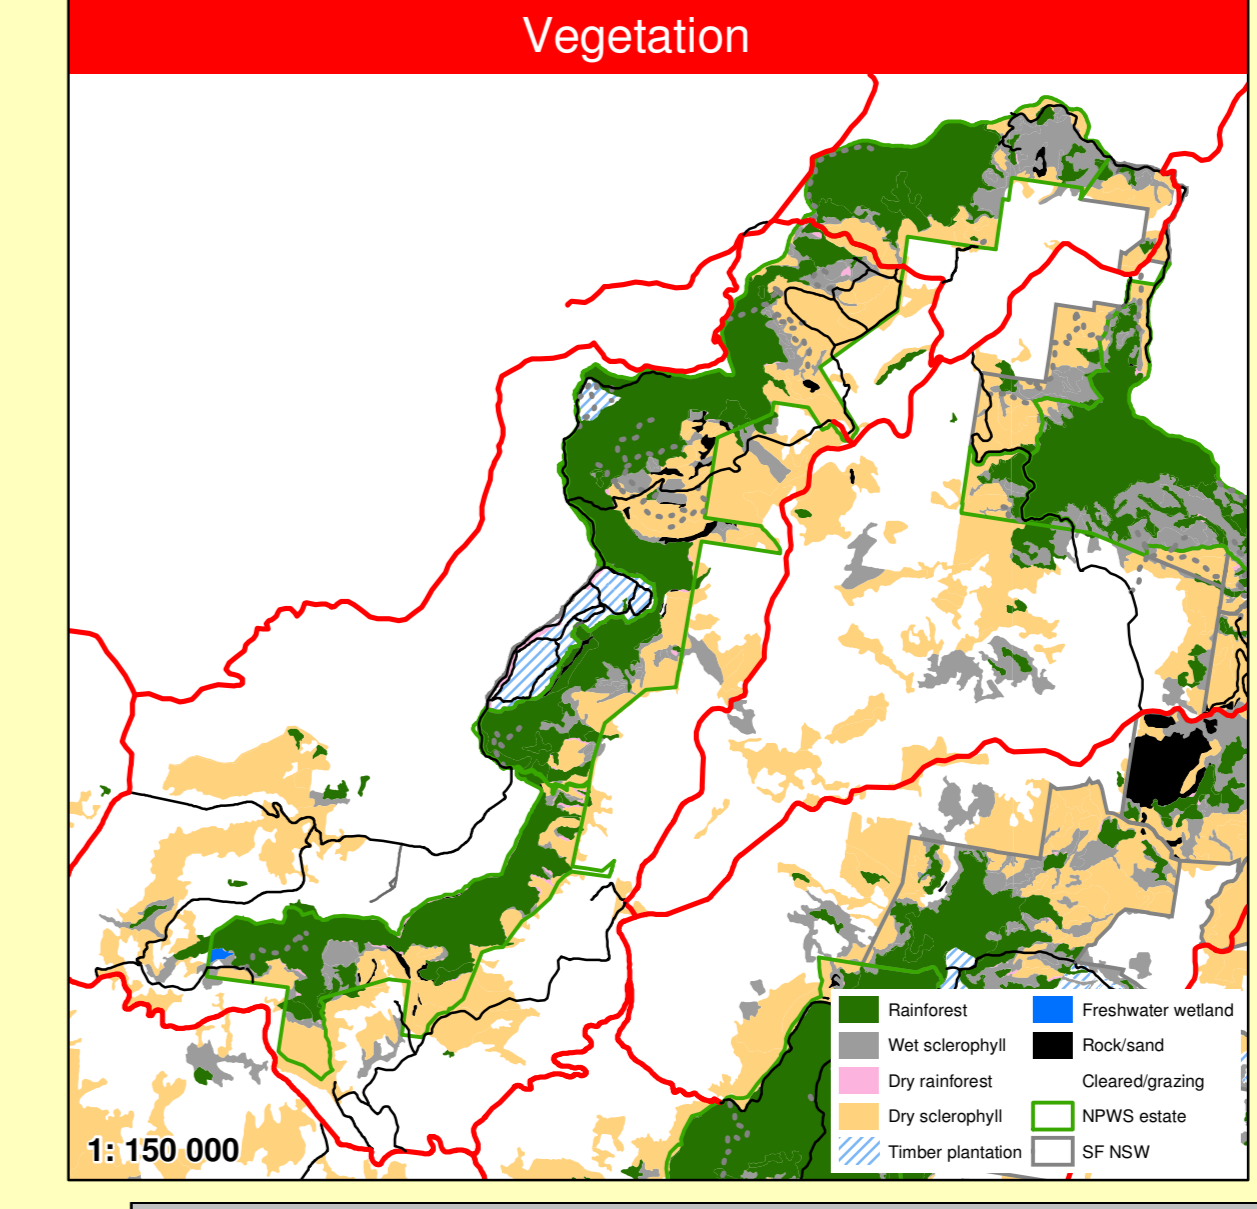 Vegetation
Rainforest
Wet sclerophyll
Dry rainforest
Dry sclerophyll
Timber plantation
Freshwater wetland
Rock/sand
Cleared/grazing
NPWS estate
SF NSW
1: 150 000